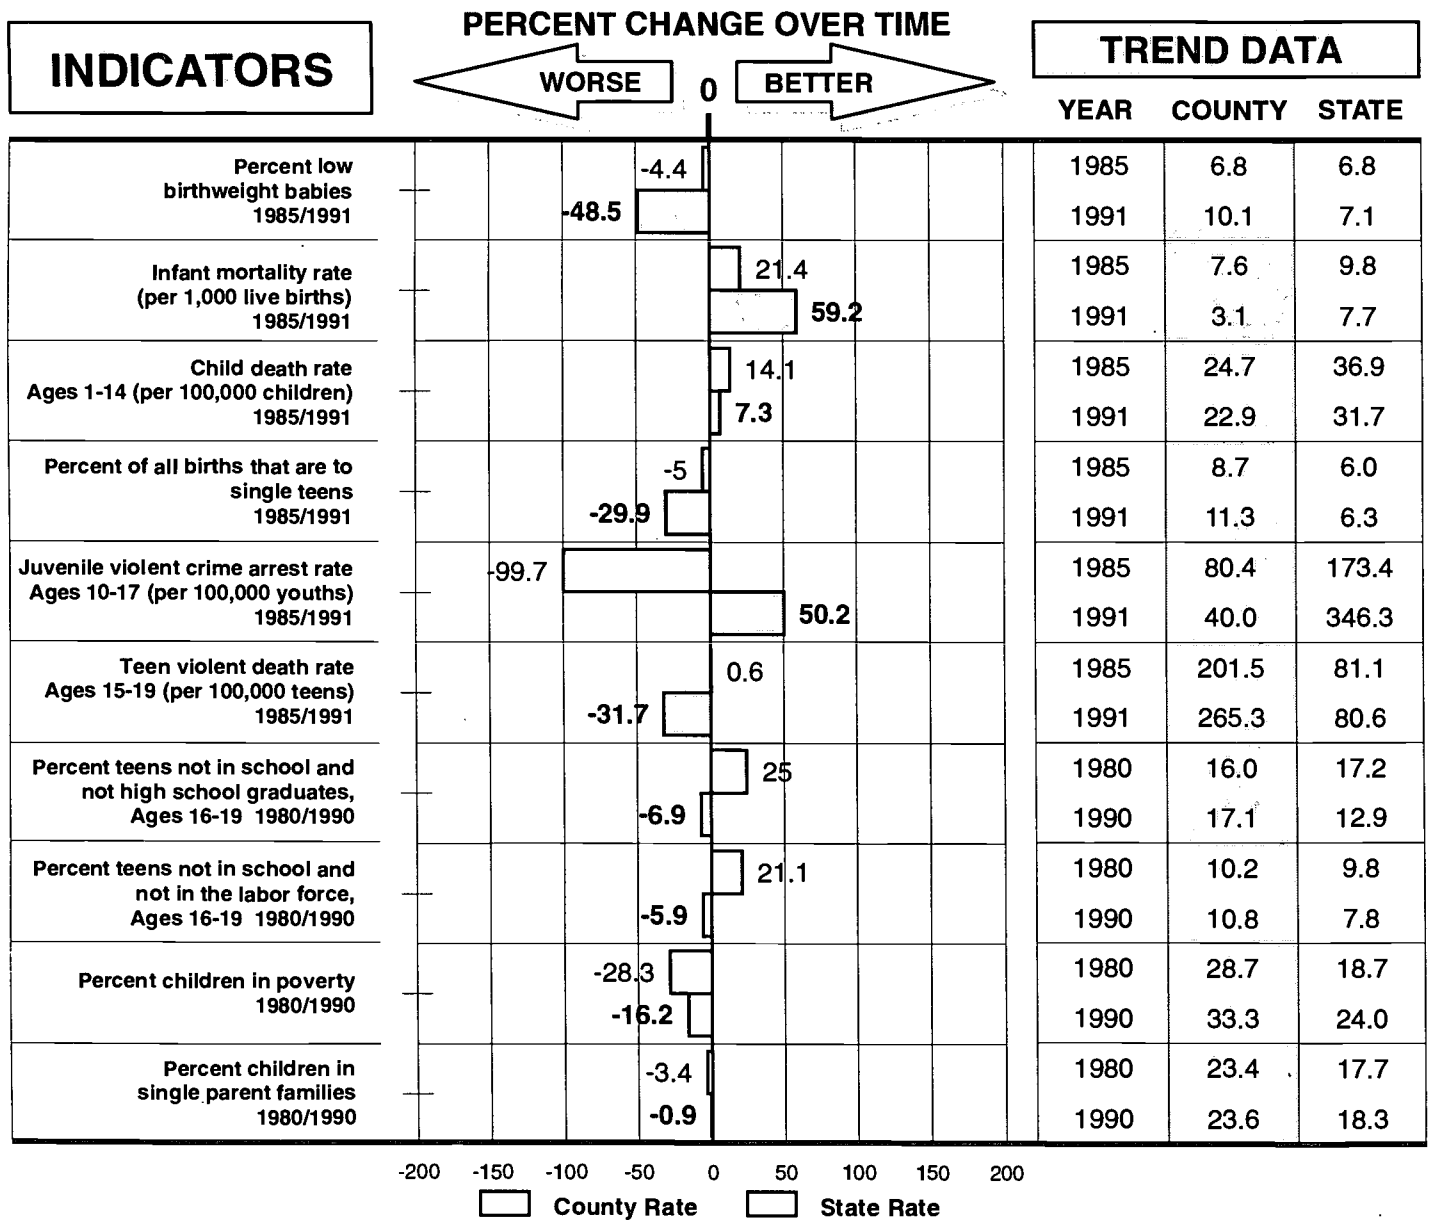 INDICATORS
PERCENT CHANGE OVER TIME
WORSE
0
BETTER
TREND DATA
YEAR COUNTY STATE
Percent low
birthweight babies
1985/1991
-4.4
-48.5
1985 6.8 6.8
1991 10.1 7.1
Infant mortality rate
(per 1,000 live births)
1985/1991
21.4
59.2
1985 7.6 9.8
1991 3.1 7.7
Child death rate
Ages 1-14 (per 100,000 children)
1985/1991
14.1
7.3
1985 24.7 36.9
1991 22.9 31.7
Percent of all births that are to
single teens
1985/1991
-5
-29.9
1985 8.7 6.0
1991 11.3 6.3
Juvenile violent crime arrest rate
Ages 10-17 (per 100,000 youths)
1985/1991
-99.7
50.2
1985 80.4 173.4
1991 40.0 346.3
Teen violent death rate
Ages 15-19 (per 100,000 teens)
1985/1991
0.6
-31.7
1985 201.5 81.1
1991 265.3 80.6
Percent teens not in school and
not high school graduates,
Ages 16-19 1980/1990
25
-6.9
1980 16.0 17.2
1990 17.1 12.9
Percent teens not in school and
not in the labor force,
Ages 16-19 1980/1990
21.1
-5.9
1980 10.2 9.8
1990 10.8 7.8
Percent children in poverty
1980/1990
-28.3
-16.2
1980 28.7 18.7
1990 33.3 24.0
Percent children in
single parent families
1980/1990
-3.4
-0.9
1980 23.4 17.7
1990 23.6 18.3
-200 -150 -100 -50 0 50 100 150 200
County Rate State Rate